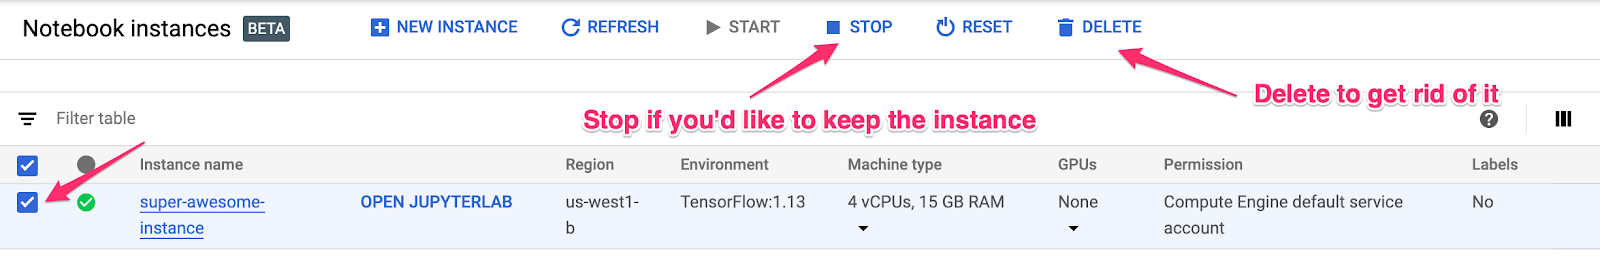 Notebook instances BETA NEW INSTANCE REFRESH START STOP RESET DELETE
Delete to get rid of it
Stop if you'd like to keep the instance
Filter table
Instance name Region Environment Machine type GPUs Permission Labels
super-awesome- OPEN JUPYTERLAB us-west1- TensorFlow:1.13 4 vCPUs, 15 GB RAM None Compute Engine default service No
instance b account